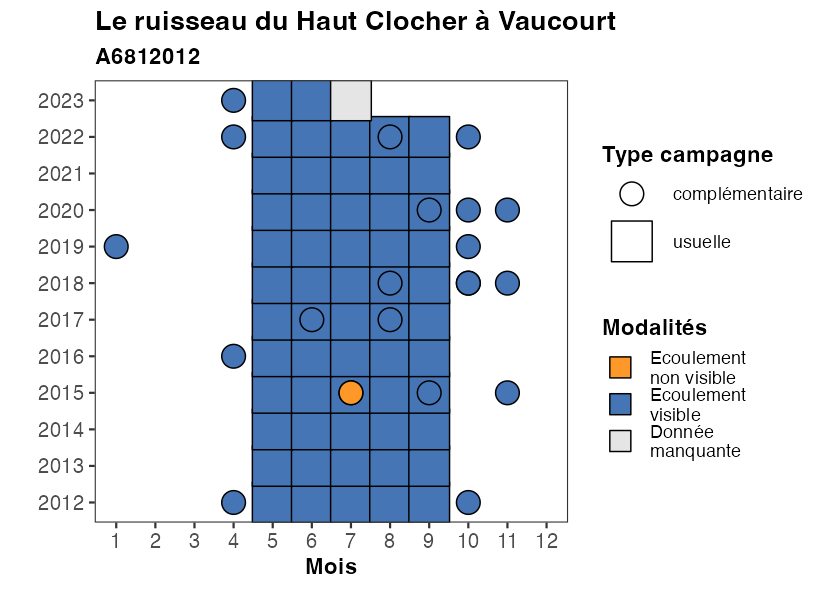 Le ruisseau du Haut Clocher à Vaucourt
A6812012
2023
2022
2021
2020
2019
2018
2017
2016
2015
2014
2013
2012
1 2 3 4 5 6 7 8 9 10 11 12
Mois
Type campagne
complémentaire
usuelle
Modalités
Ecoulement
non visible
Ecoulement
visible
Donnée
manquante